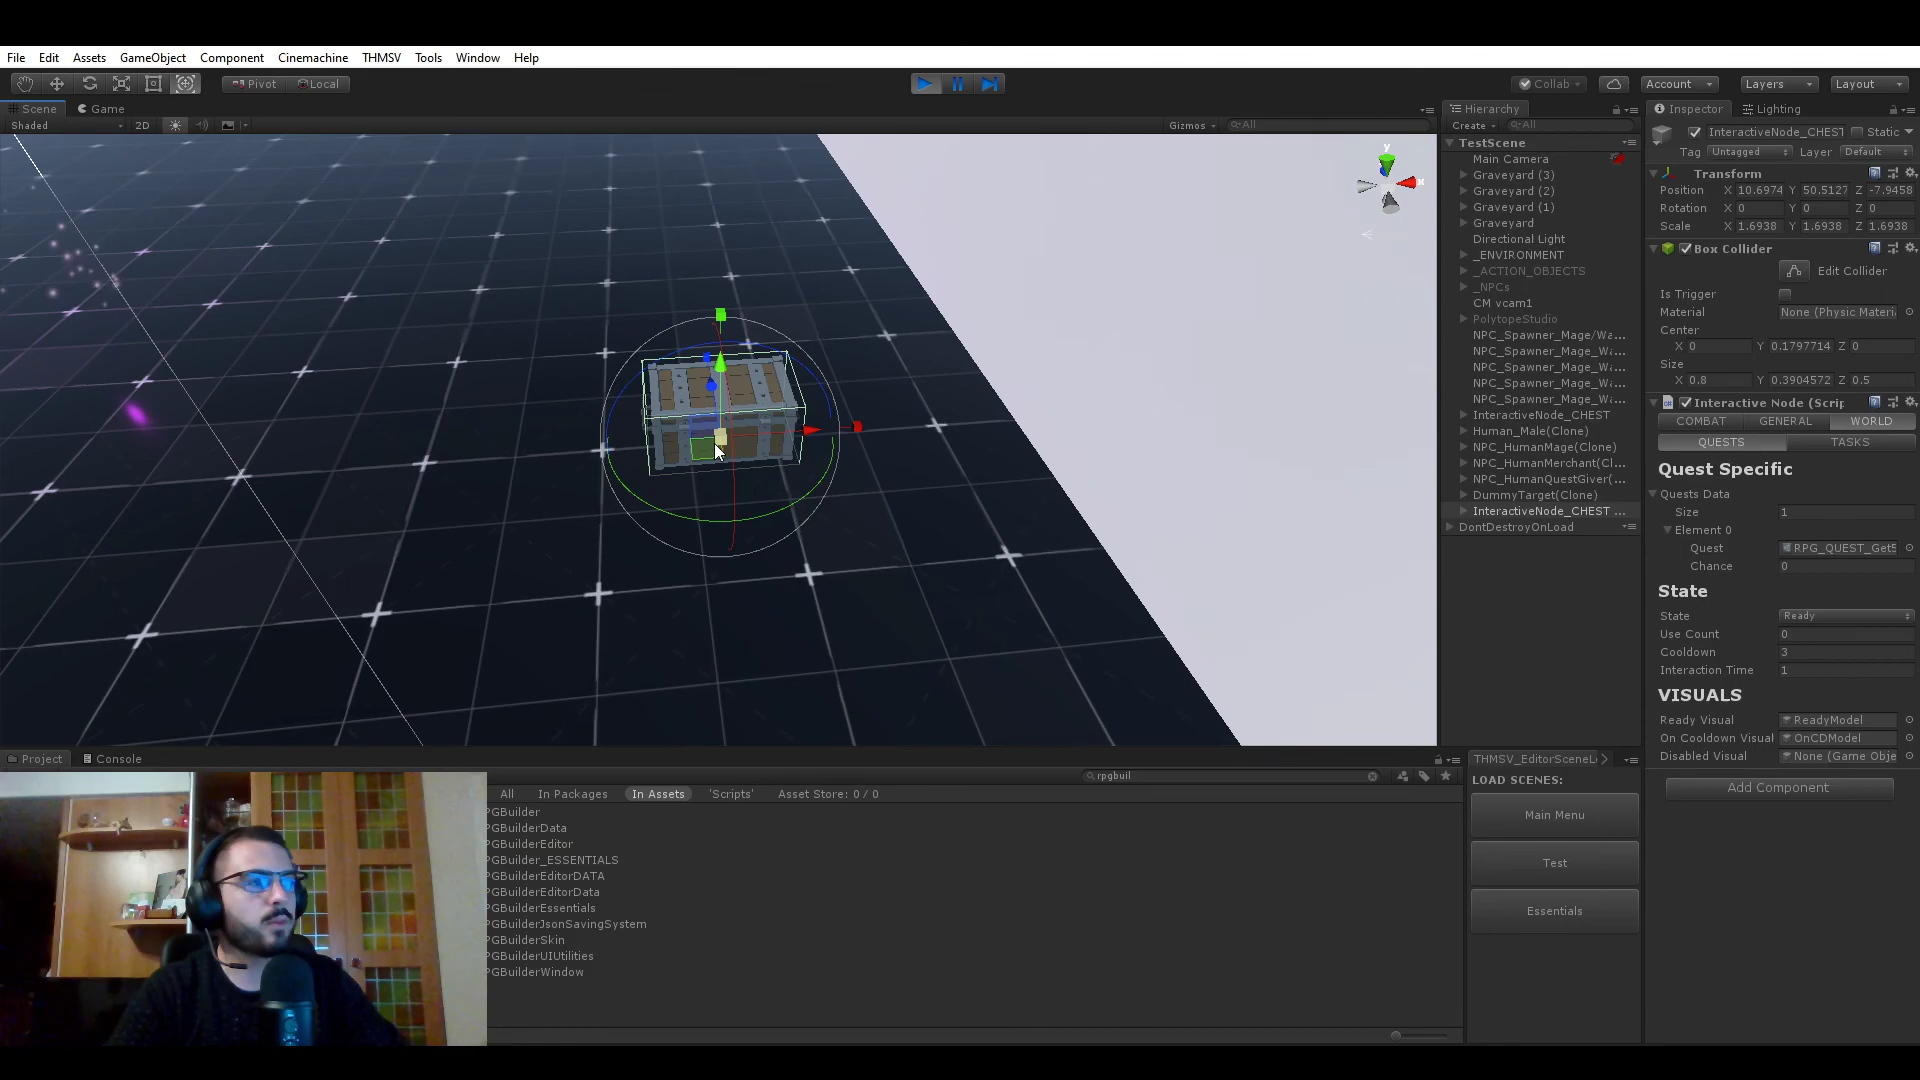 File Edit Assets GameObject Component Cinemachine THMSV Tools Window Help
Pivot Local Collab Account Layers Layout
Scene Game
Shaded 2D Gizmos All
y
x
Hierarchy
Create All
TestScene
Main Camera
Graveyard (3)
Graveyard (2)
Graveyard (1)
Graveyard
Directional Light
_ENVIRONMENT
_ACTION_OBJECTS
_NPCs
CM vcam1
PolytopeStudio
NPC_Spawner_Mage/Wa...
NPC_Spawner_Mage_Wa...
NPC_Spawner_Mage_Wa...
NPC_Spawner_Mage_Wa...
NPC_Spawner_Mage_Wa...
InteractiveNode_CHEST
Human_Male(Clone)
NPC_HumanMage(Clone)
NPC_HumanMerchant(Cl...
NPC_HumanQuestGiver(...
DummyTarget(Clone)
InteractiveNode_CHEST ...
DontDestroyOnLoad
Inspector Lighting
InteractiveNode_CHEST Static
Tag Untagged Layer Default
Transform
Position X 10.6974 Y 50.5127 Z -7.9458
Rotation X 0 Y 0 Z 0
Scale X 1.6938 Y 1.6938 Z 1.6938
Box Collider
Edit Collider
Is Trigger
Material None (Physic Materi
Center
X 0 Y 0.1797714 Z 0
Size
X 0.8 Y 0.3904572 Z 0.5
Interactive Node (Scrip
COMBAT GENERAL WORLD
QUESTS TASKS
Quest Specific
Quests Data
Size 1
Element 0
Quest RPG_QUEST_Get5
Chance 0
State
State Ready
Use Count 0
Cooldown 3
Interaction Time 1
VISUALS
Ready Visual ReadyModel
On Cooldown Visual OnCDModel
Disabled Visual None (Game Obje
Add Component
Project Console
rpgbuil
All In Packages In Assets 'Scripts' Asset Store: 0 / 0
PGBuilder
PGBuilderData
PGBuilderEditor
PGBuilder_ESSENTIALS
PGBuilderEditorDATA
PGBuilderEditorData
PGBuilderEssentials
PGBuilderJsonSavingSystem
PGBuilderSkin
PGBuilderUIUtilities
PGBuilderWindow
THMSV_EditorSceneL
LOAD SCENES:
Main Menu
Test
Essentials